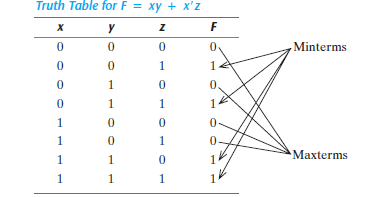 Truth Table for F = xy + x'z
x y z F
0 0 0 0 Minterms
0 0 1 1
0 1 0 0
0 1 1 1
1 0 0 0
1 0 1 0
1 1 0 1 Maxterms
1 1 1 1